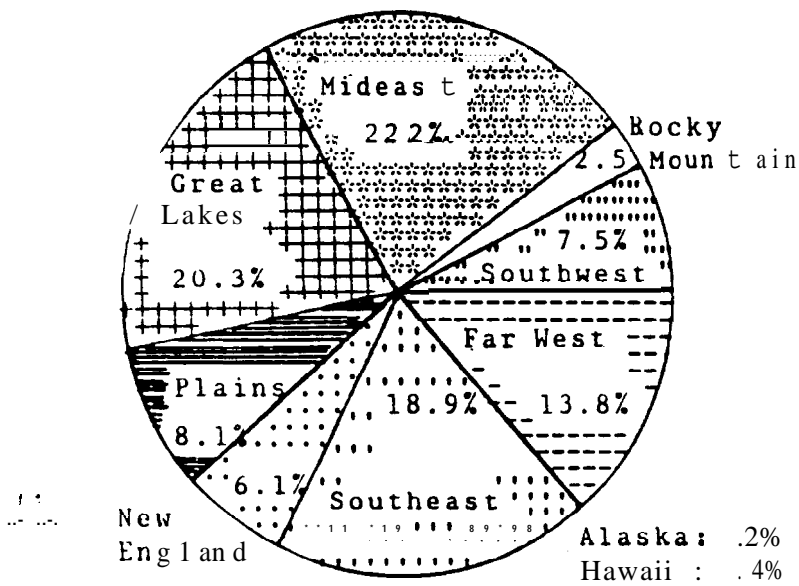 Mideast
22.2%
Rocky
Mountain
2.5
Great
Lakes
20.3%
7.5%
Southwest
Far West
13.8%
Plains
8.1%
18.9%
6.1%
Southeast
New
England
Alaska: .2%
Hawaii : .4%